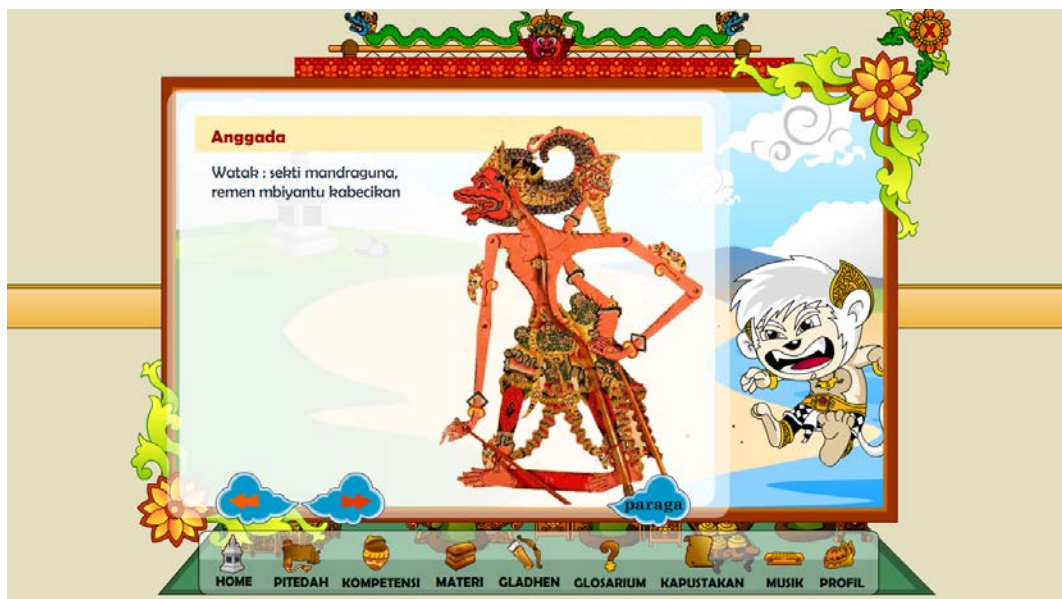 X
Anggada
Watak : sekti mandraguna,
remen mbiyantu kabecikan
paraga
HOME PITEDAH KOMPETENSI MATERI GLADHEN GLOSARIUM KAPUSTAKAN MUSIK PROFIL